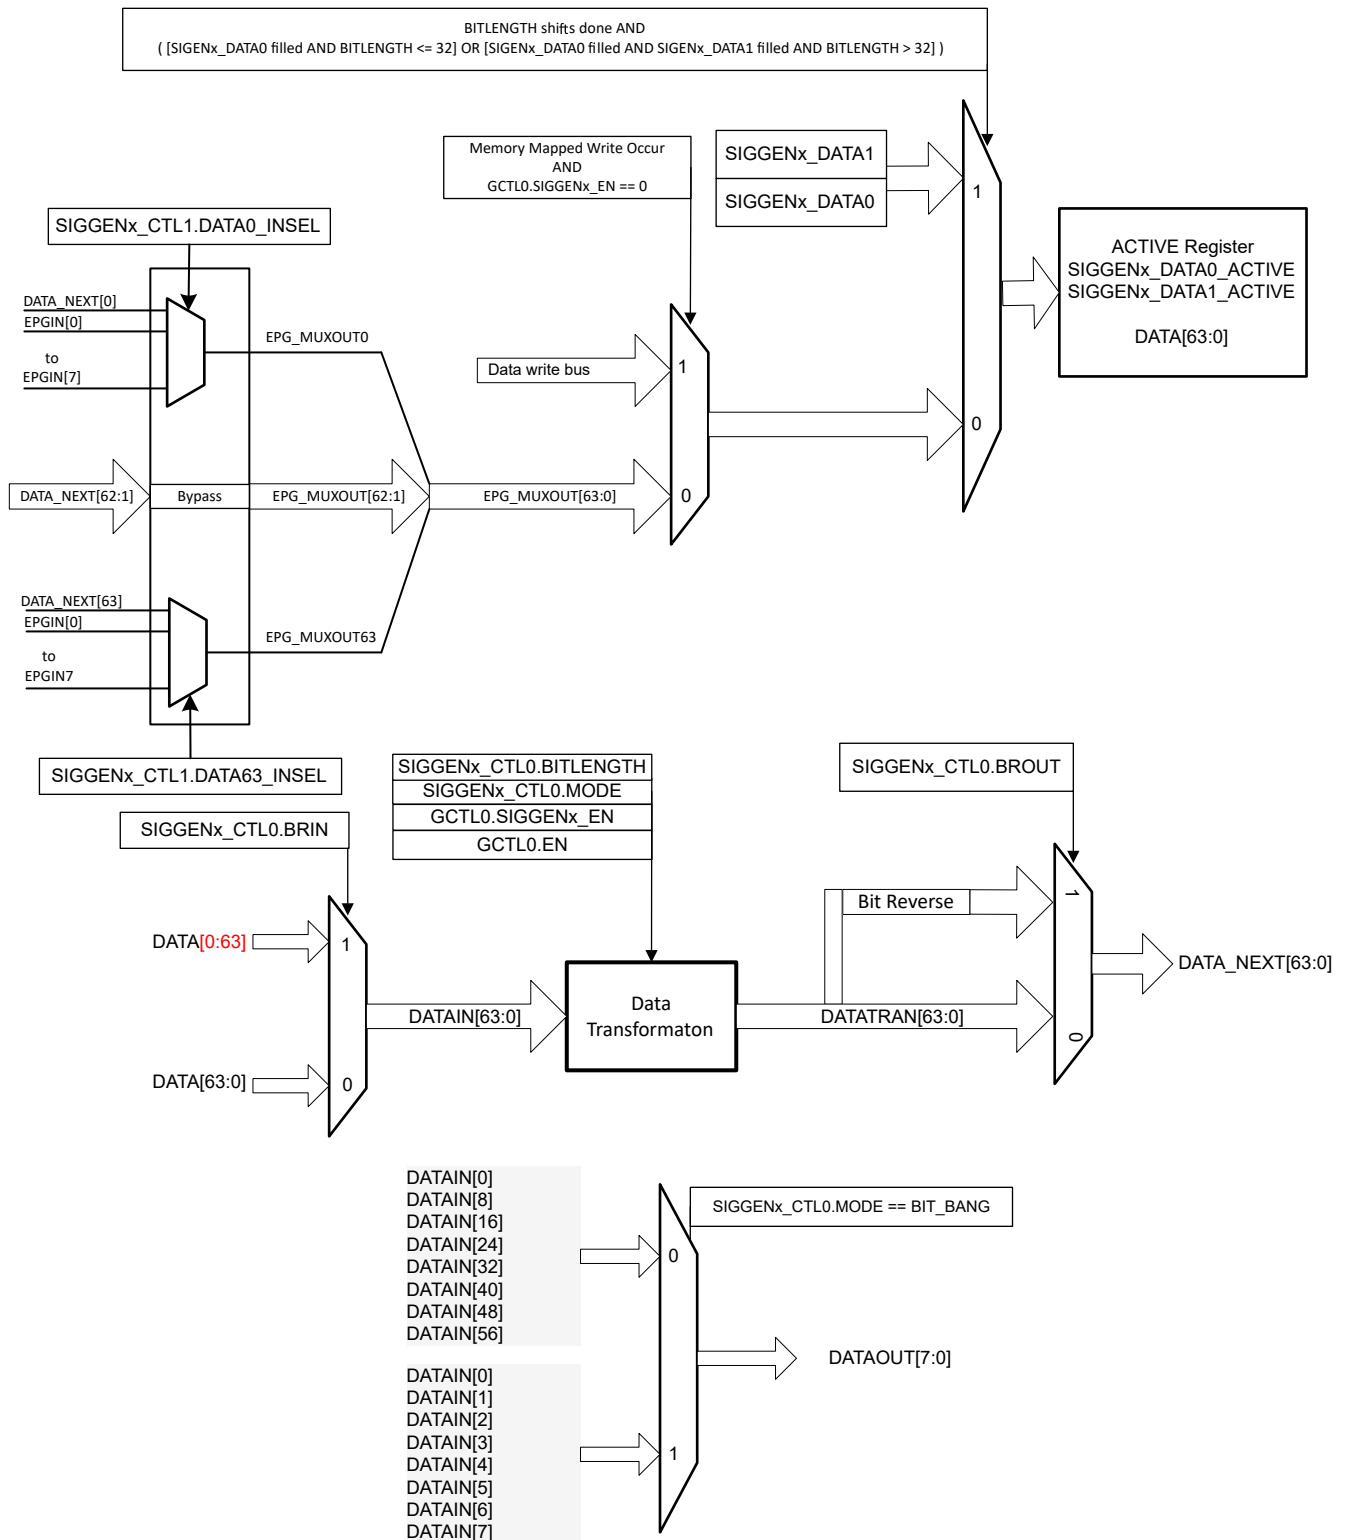 BITLENGTH shifts done AND
( [SIGENx_DATA0 filled AND BITLENGTH <= 32] OR [SIGENx_DATA0 filled AND SIGENx_DATA1 filled AND BITLENGTH > 32] )
Memory Mapped Write Occur
AND
GCTL0.SIGGENx_EN == 0
SIGGENx_DATA1
SIGGENx_DATA0
1
0
ACTIVE Register
SIGGENx_DATA0_ACTIVE
SIGGENx_DATA1_ACTIVE
DATA[63:0]
SIGGENx_CTL1.DATA0_INSEL
DATA_NEXT[0]
EPGIN[0]
to
EPGIN[7]
EPG_MUXOUT0
Data write bus
1
0
DATA_NEXT[62:1]
Bypass
EPG_MUXOUT[62:1]
EPG_MUXOUT[63:0]
DATA_NEXT[63]
EPGIN[0]
to
EPGIN7
EPG_MUXOUT63
SIGGENx_CTL1.DATA63_INSEL
SIGGENx_CTL0.BRIN
SIGGENx_CTL0.BITLENGTH
SIGGENx_CTL0.MODE
GCTL0.SIGGENx_EN
GCTL0.EN
SIGGENx_CTL0.BROUT
DATA[0:63]
1
DATA[63:0]
0
DATAIN[63:0]
Data
Transformaton
Bit Reverse
DATATRAN[63:0]
1
0
DATA_NEXT[63:0]
DATAIN[0]
DATAIN[8]
DATAIN[16]
DATAIN[24]
DATAIN[32]
DATAIN[40]
DATAIN[48]
DATAIN[56]
0
SIGGENx_CTL0.MODE == BIT_BANG
DATAOUT[7:0]
DATAIN[0]
DATAIN[1]
DATAIN[2]
DATAIN[3]
DATAIN[4]
DATAIN[5]
DATAIN[6]
DATAIN[7]
1